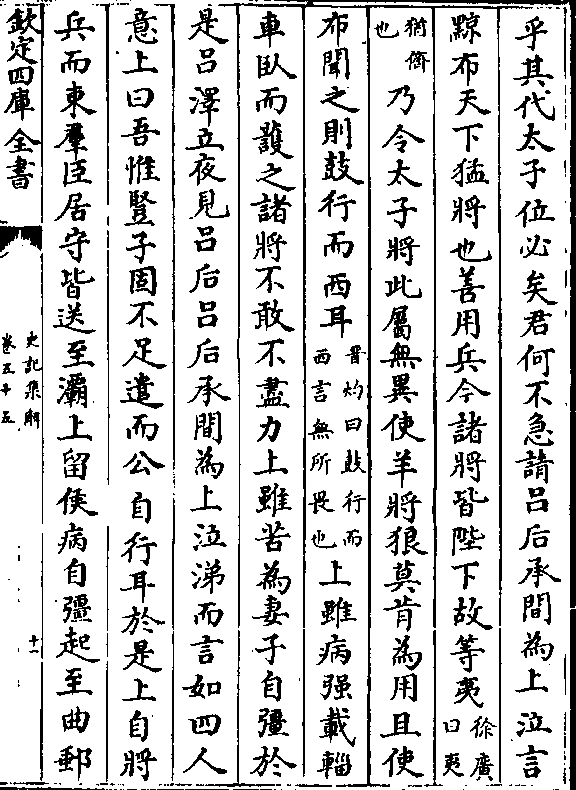 乎其代太子位必矣君何不急請呂后承間為上泣言
黥布天下猛將也善用兵今諸將皆陛下故等夷徐廣曰夷
猶儕也乃令太子將此屬無異使羊將狼莫肯為用且使
布聞之則鼓行而西耳晉灼曰鼓行而西言無所畏也上雖病强載輜
車臥而護之諸將不敢不盡力上雖苦為妻子自彊於
是呂澤立夜見呂后呂后承間為上泣涕而言如四人
意上曰吾惟豎子固不足遣而公自行耳於是上自將
兵而東羣臣居守皆送至灞上留侯病自彊起至曲郵
欽定四庫全書
史記集解
卷五十五
十一